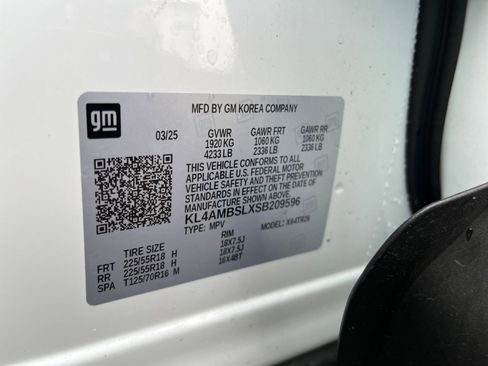 gm
MFD BY GM KOREA COMPANY
03/25 GVWR GAWR FRT GAWR RR
1920 KG 1060 KG 1060 KG
4233 LB 2336 LB 2336 LB
THIS VEHICLE CONFORMS TO ALL
APPLICABLE U.S. FEDERAL MOTOR
VEHICLE SAFETY AND THEFT
PREVENTION STANDARDS IN EFFECT
ON THE DATE OF
MANUFACTURE SHOWN ABOVE.
KL4AMBSLXSB209596
TYPE: MPV MODEL:
TIRE SIZE RIM
FRT 225/55R18 H 18X7.5J
RR 225/55R18 H 18X7.5J
SPA T125/70R16 M 16X4BT